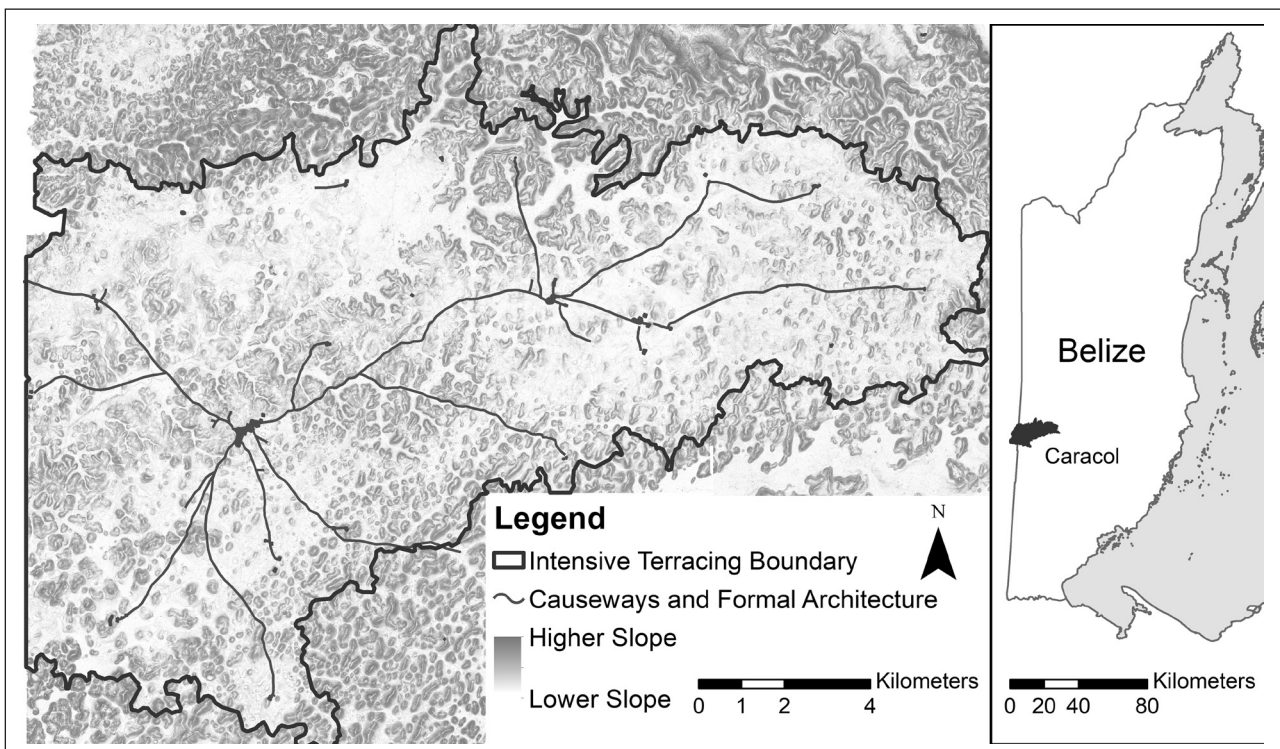 Legend
N
Intensive Terracing Boundary
Causeways and Formal Architecture
Higher Slope
Lower Slope
Kilometers
0 1 2 4
Belize
Caracol
Kilometers
0 20 40 80